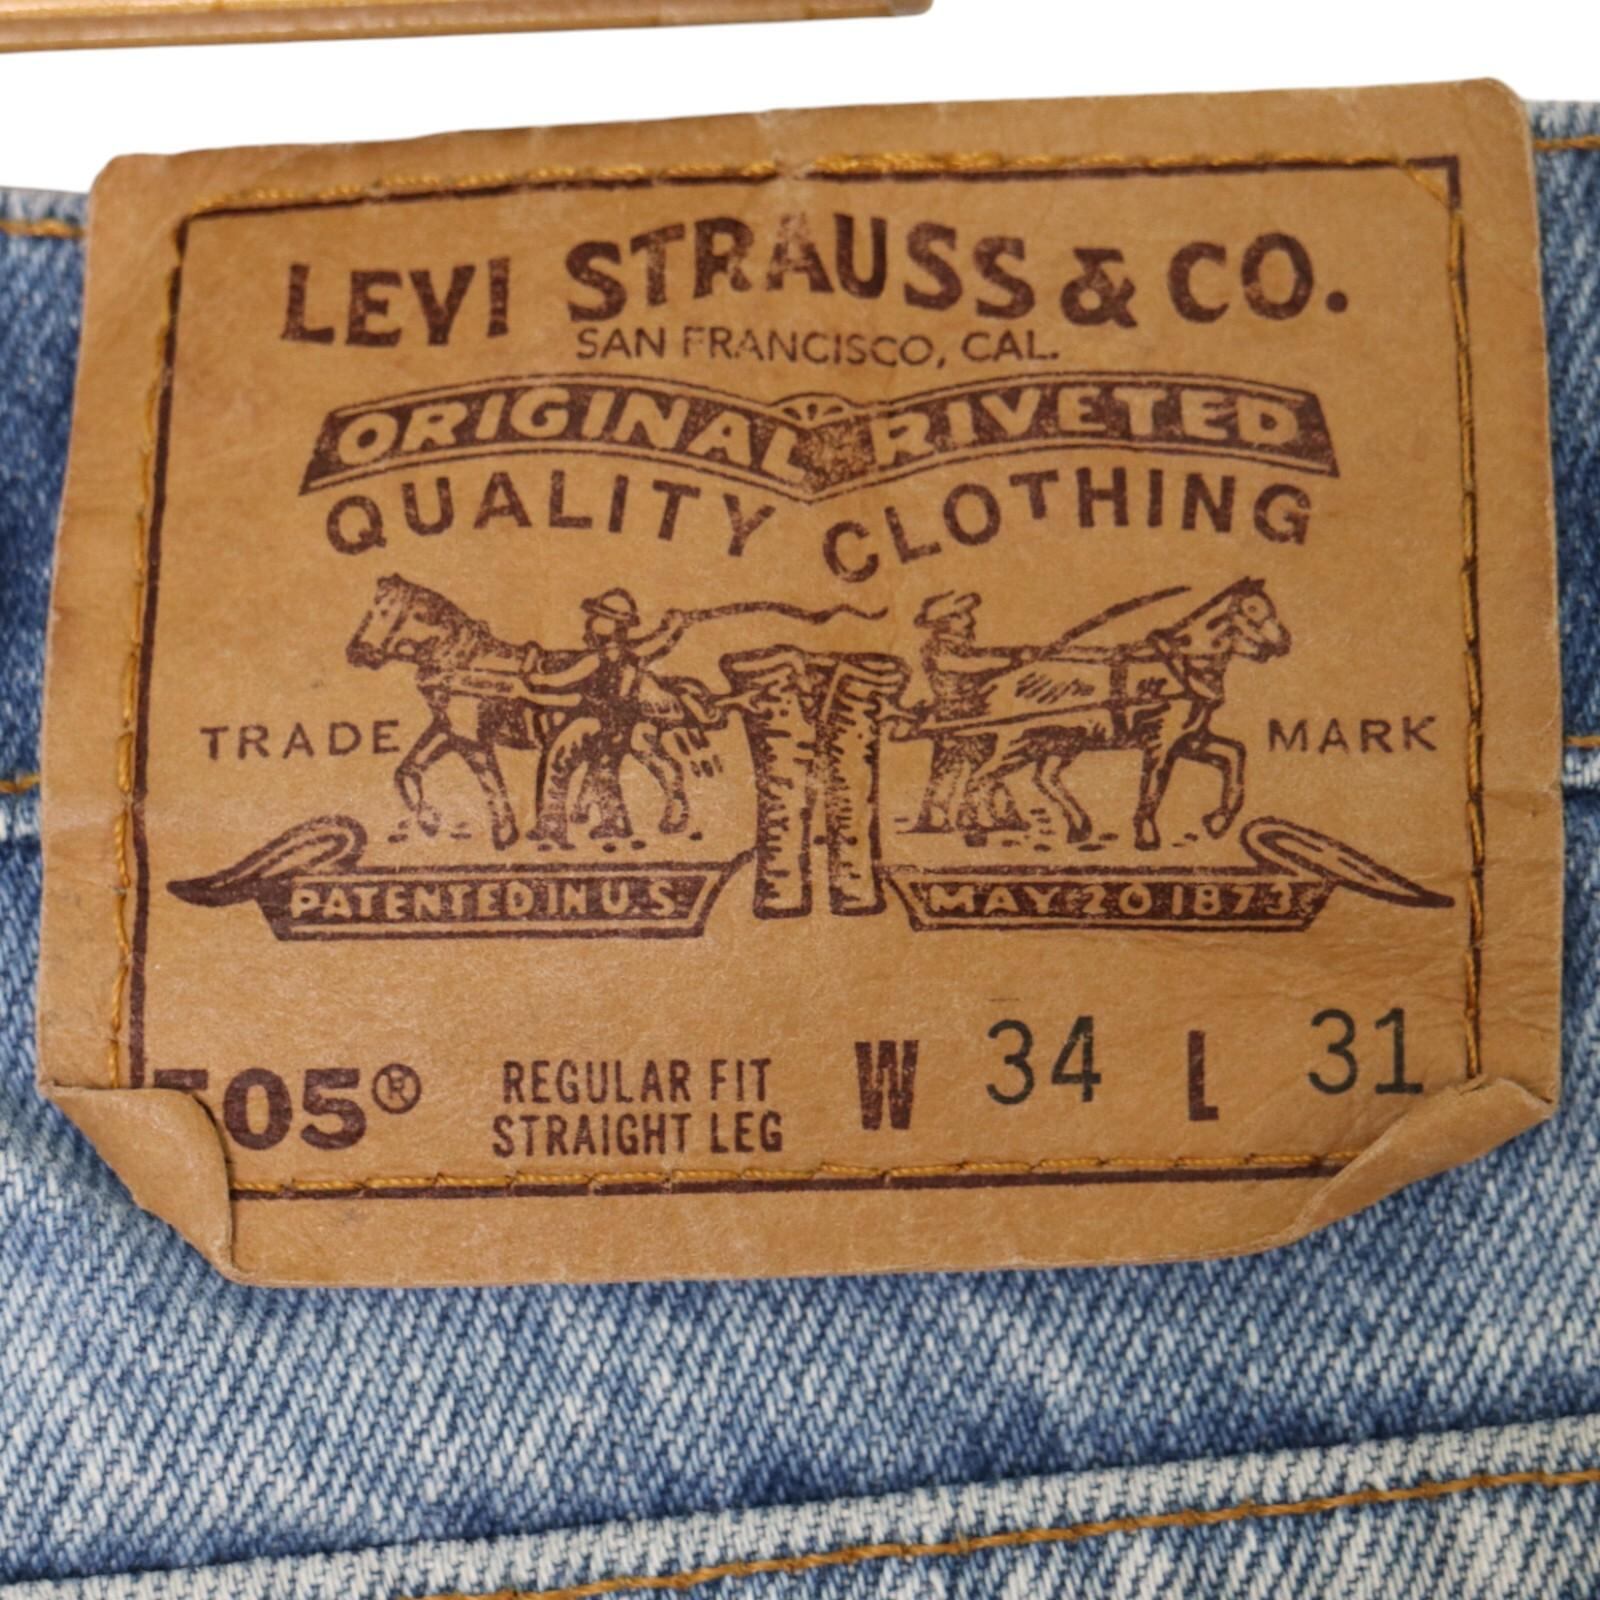 LEVI STRAUSS & CO.
SAN FRANCISCO, CAL.
ORIGINAL RIVETED
QUALITY CLOTHING
TRADE MARK
PATENTED IN U.S. MAY 20 1873
505® REGULAR FIT STRAIGHT LEG W 34 L 31